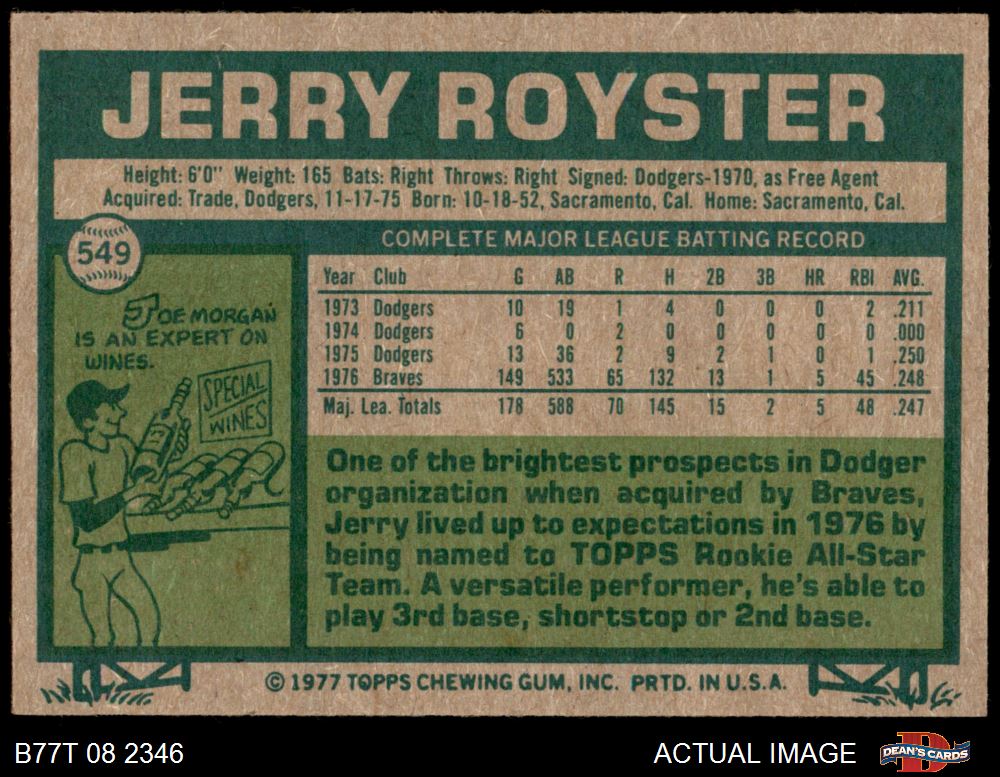 JERRY ROYSTER
Height: 6'0" Weight: 165 Bats: Right Throws: Right Signed: Dodgers-1970, as Free Agent
Acquired: Trade, Dodgers, 11-17-75 Born: 10-18-52, Sacramento, Cal. Home: Sacramento, Cal.
549
JOE MORGAN
IS AN EXPERT ON
WINES.
SPECIAL
WINES
COMPLETE MAJOR LEAGUE BATTING RECORD
Year Club G AB R H 2B 3B HR RBI AVG.
1973 Dodgers 10 19 1 4 0 0 0 2 .211
1974 Dodgers 6 0 2 0 0 0 0 0 .000
1975 Dodgers 13 36 2 9 2 1 0 1 .250
1976 Braves 149 533 65 132 13 1 5 45 .248
Maj. Lea. Totals 178 588 70 145 15 2 5 48 .247
One of the brightest prospects in Dodger
organization when acquired by Braves,
Jerry lived up to expectations in 1976 by
being named to TOPPS Rookie All-Star
Team. A versatile performer, he's able to
play 3rd base, shortstop or 2nd base.
© 1977 TOPPS CHEWING GUM, INC. PRTD. IN U.S.A.
B77T 08 2346
ACTUAL IMAGE
DEAN'S CARDS